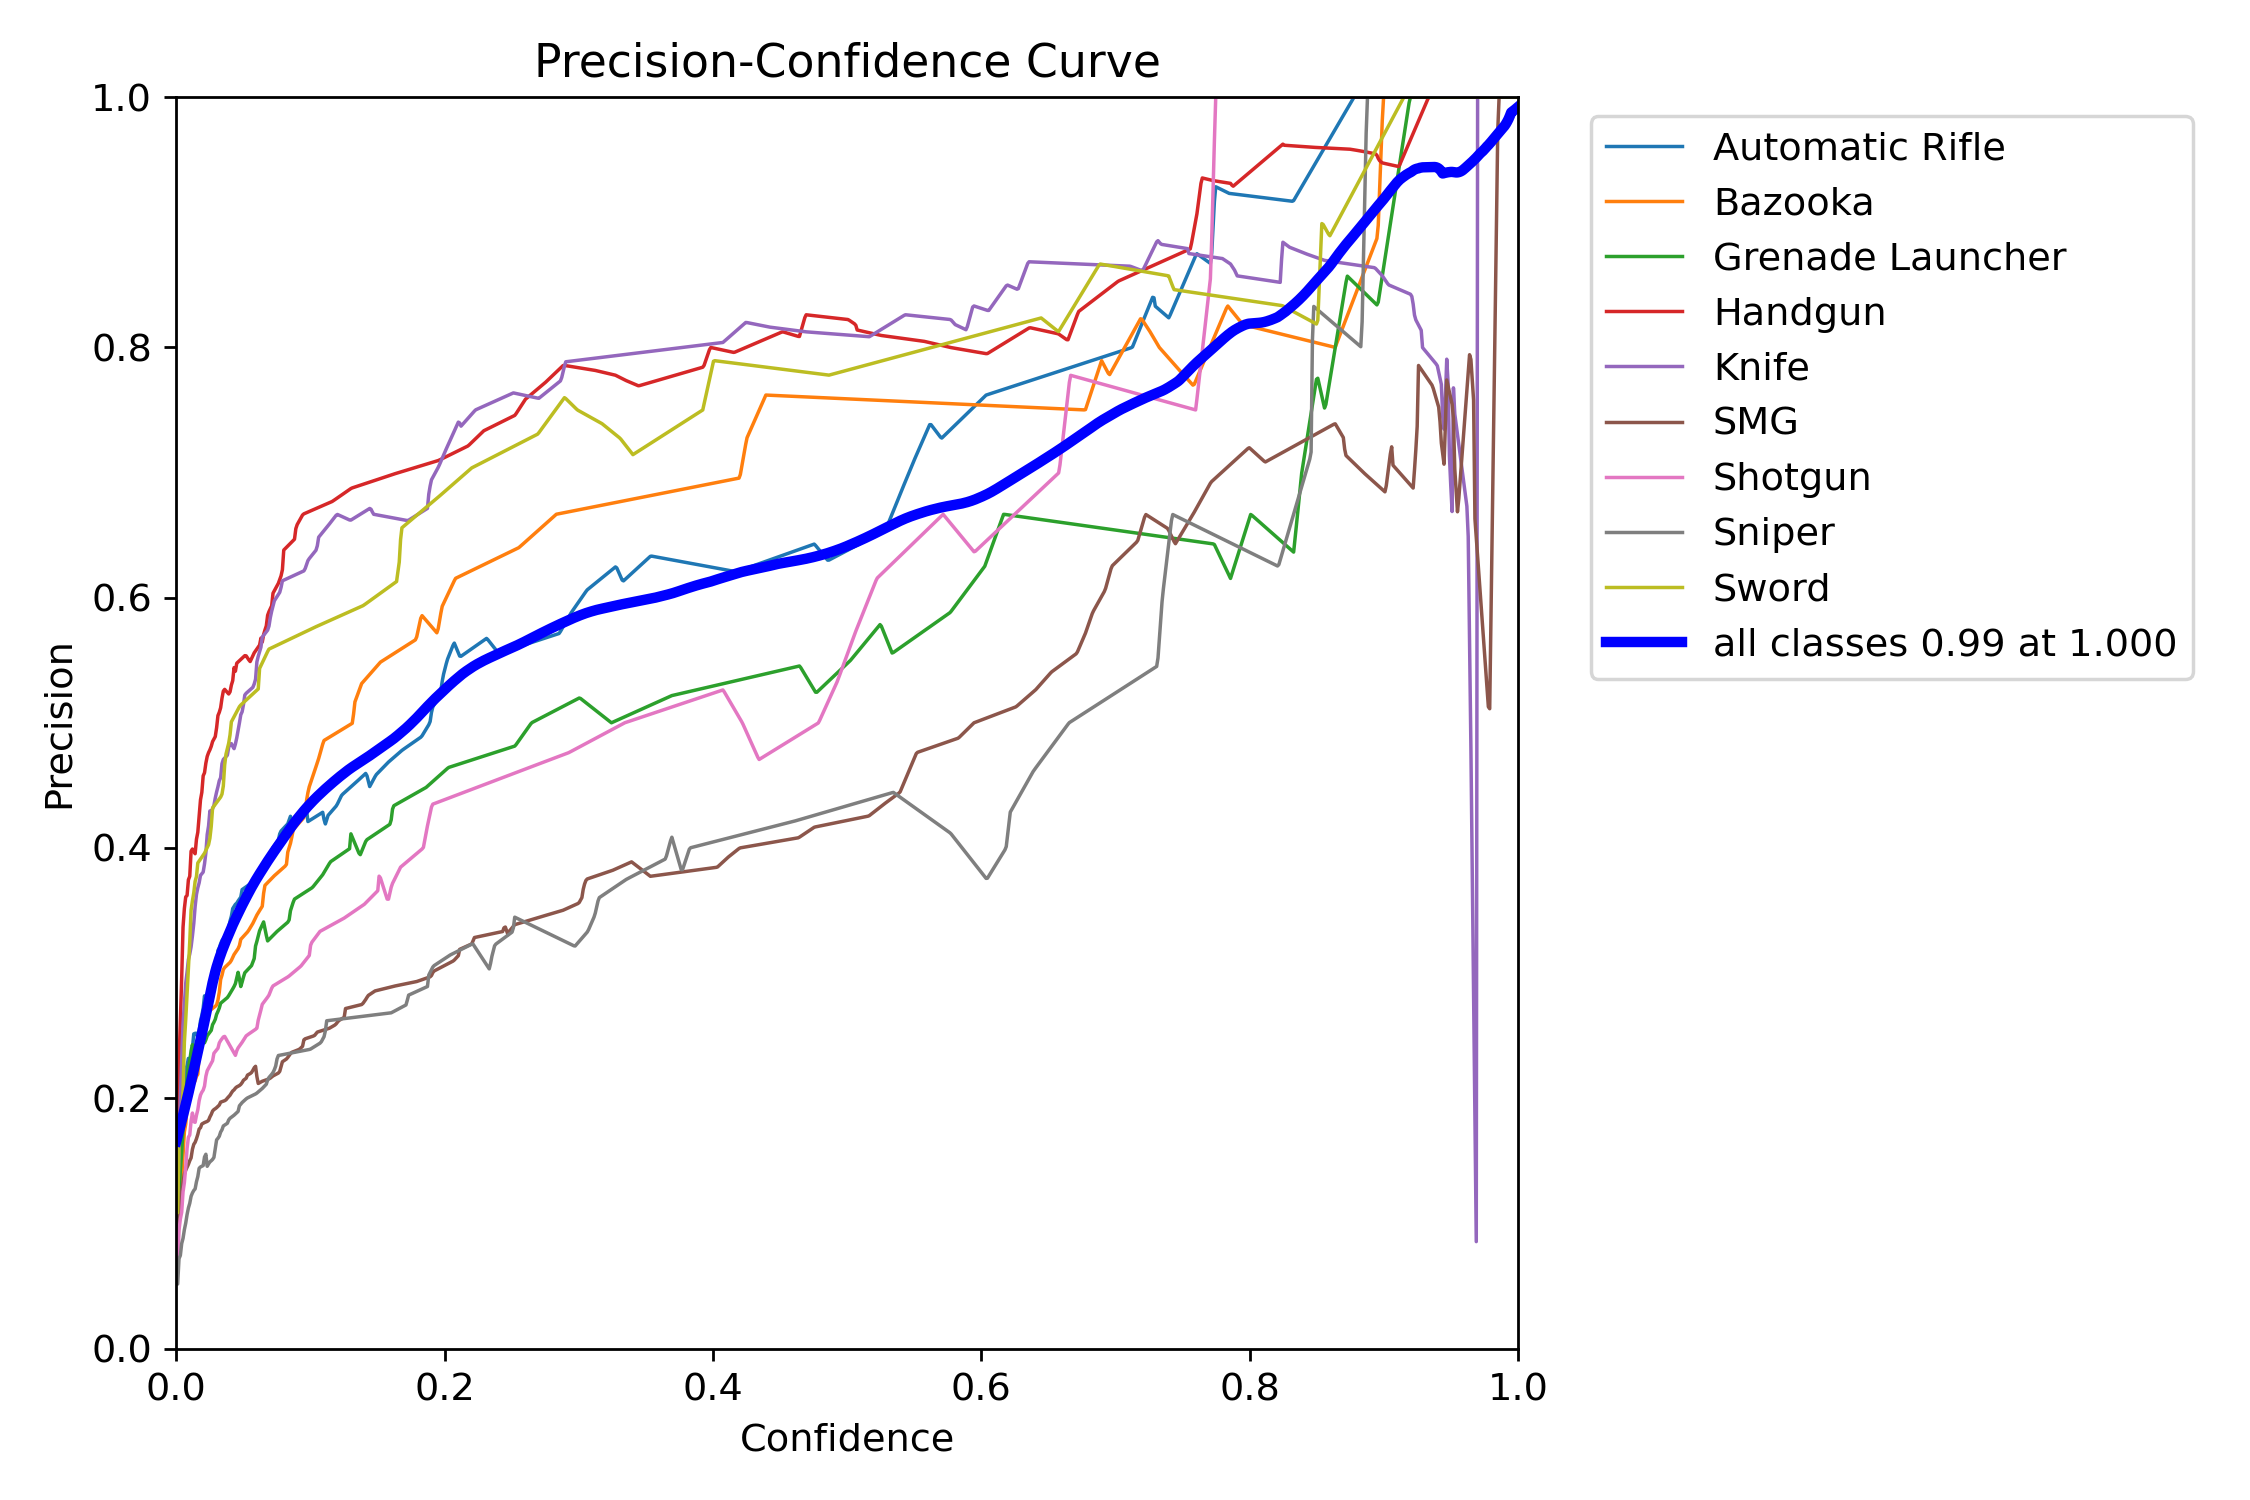 Precision-Confidence Curve
1.0
0.8
0.6
0.4
0.2
0.0
Precision
0.0 0.2 0.4 0.6 0.8 1.0
Confidence
Automatic Rifle
Bazooka
Grenade Launcher
Handgun
Knife
SMG
Shotgun
Sniper
Sword
all classes 0.99 at 1.000